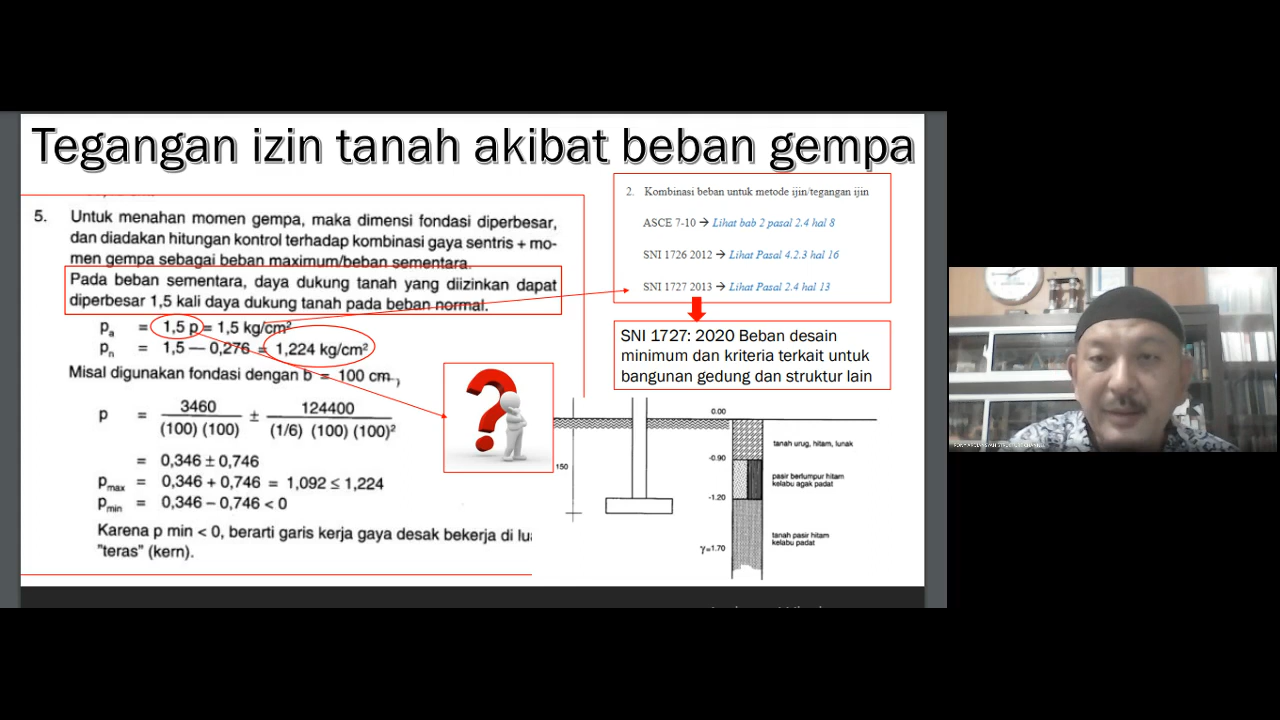 Tegangan izin tanah akibat beban gempa
5. Untuk menahan momen gempa, maka dimensi fondasi diperbesar,
dan diadakan hitungan kontrol terhadap kombinasi gaya sentris + mo-
men gempa sebagai beban maximum/beban sementara.
Pada beban sementara, daya dukung tanah yang diizinkan dapat
diperbesar 1,5 kali daya dukung tanah pada beban normal.
pa = 1,5 p = 1,5 kg/cm²
pn = 1,5 — 0,276 = 1,224 kg/cm²
Misal digunakan fondasi dengan b = 100 cm,
p = 3460 / (100) (100) ± 124400 / (1/6) (100) (100)²
= 0,346 ± 0,746
pmax = 0,346 + 0,746 = 1,092 ≤ 1,224
pmin = 0,346 – 0,746 < 0
Karena p min < 0, berarti garis kerja gaya desak bekerja di lu
"teras" (kern).
2. Kombinasi beban untuk metode ijin/tegangan ijin
ASCE 7-10 → Lihat bab 2 pasal 2.4 hal 8
SNI 1726 2012 → Lihat Pasal 4.2.3 hal 16
SNI 1727 2013 → Lihat Pasal 2.4 hal 13
SNI 1727: 2020 Beban desain
minimum dan kriteria terkait untuk
bangunan gedung dan struktur lain
150
0.00
-0.90
-1.20
γ=1.70
tanah urug, hitam, lunak
pasir berlumpur hitam
kelabu agak padat
tanah pasir hitam
kelabu padat